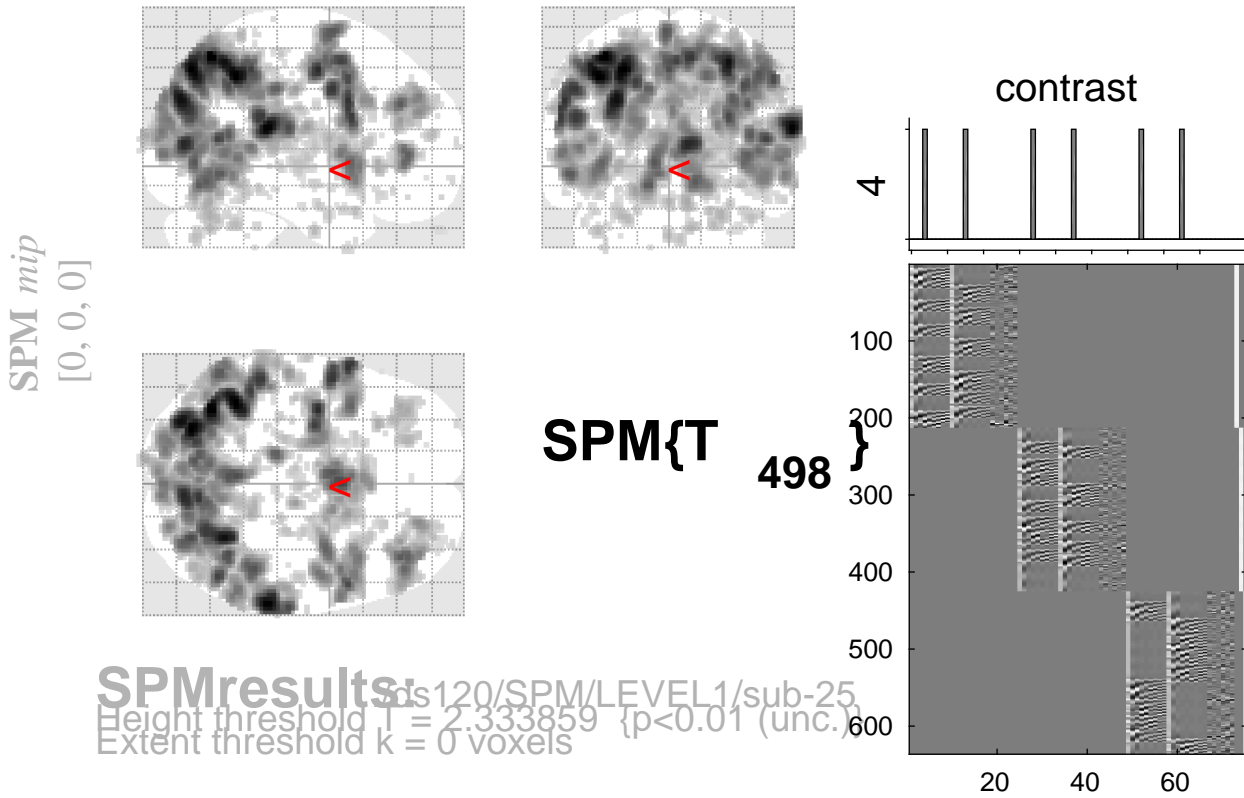 contrast
4
SPM mip
[0, 0, 0]
100
200
300
400
500
600
20 40 60
SPM{T 498 }
SPMresults: /ds120/SPM/LEVEL1/sub-25
Height threshold T = 2.333859 {p<0.01 (unc.)}
Extent threshold k = 0 voxels